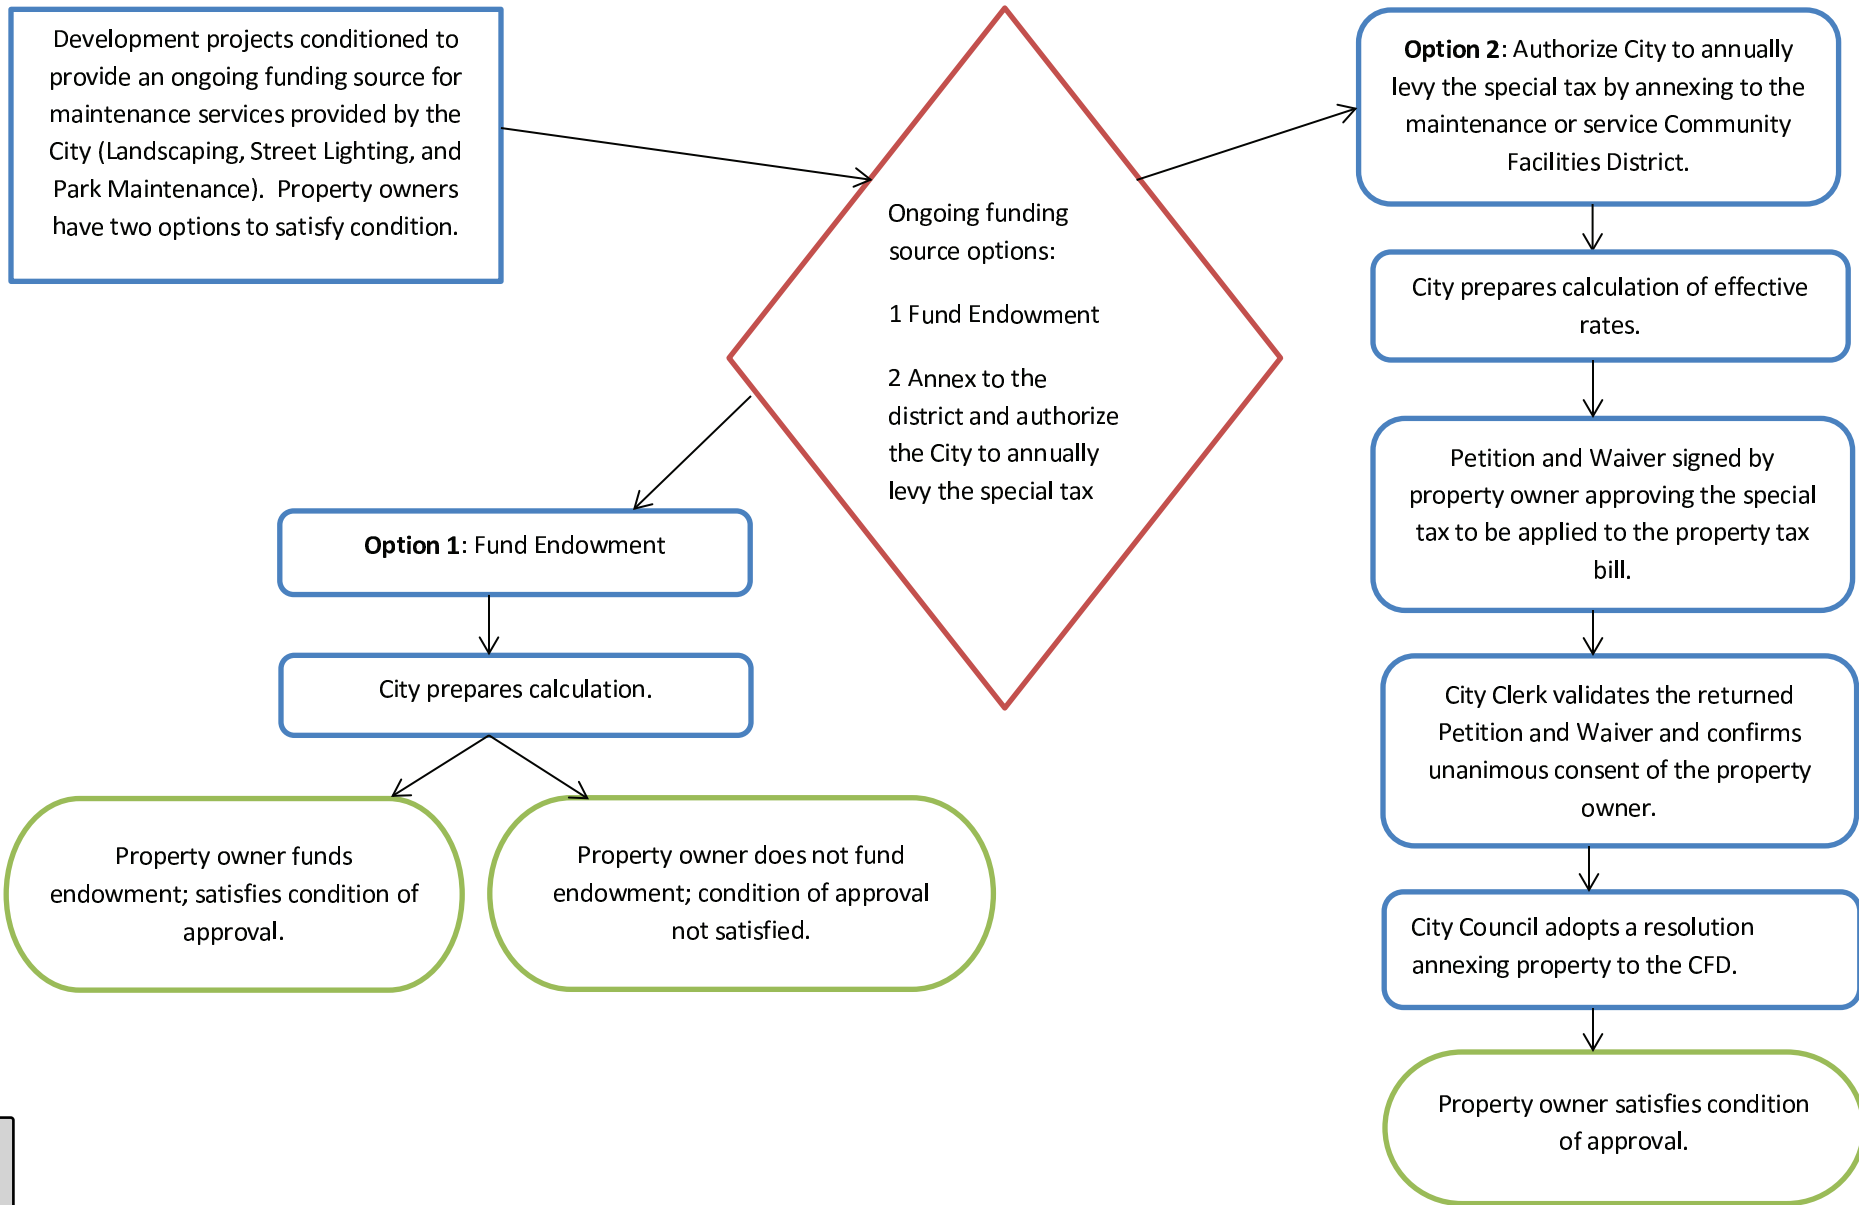 Development projects conditioned to
provide an ongoing funding source for
maintenance services provided by the
City (Landscaping, Street Lighting, and
Park Maintenance).  Property owners
have two options to satisfy condition.
Ongoing funding
source options:
1 Fund Endowment
2 Annex to the
district and authorize
the City to annually
levy the special tax
Option 1: Fund Endowment
City prepares calculation.
Property owner funds
endowment; satisfies condition of
approval.
Property owner does not fund
endowment; condition of approval
not satisfied.
Option 2: Authorize City to annually
levy the special tax by annexing to the
maintenance or service Community
Facilities District.
City prepares calculation of effective
rates.
Petition and Waiver signed by
property owner approving the special
tax to be applied to the property tax
bill.
City Clerk validates the returned
Petition and Waiver and confirms
unanimous consent of the property
owner.
City Council adopts a resolution
annexing property to the CFD.
Property owner satisfies condition
of approval.